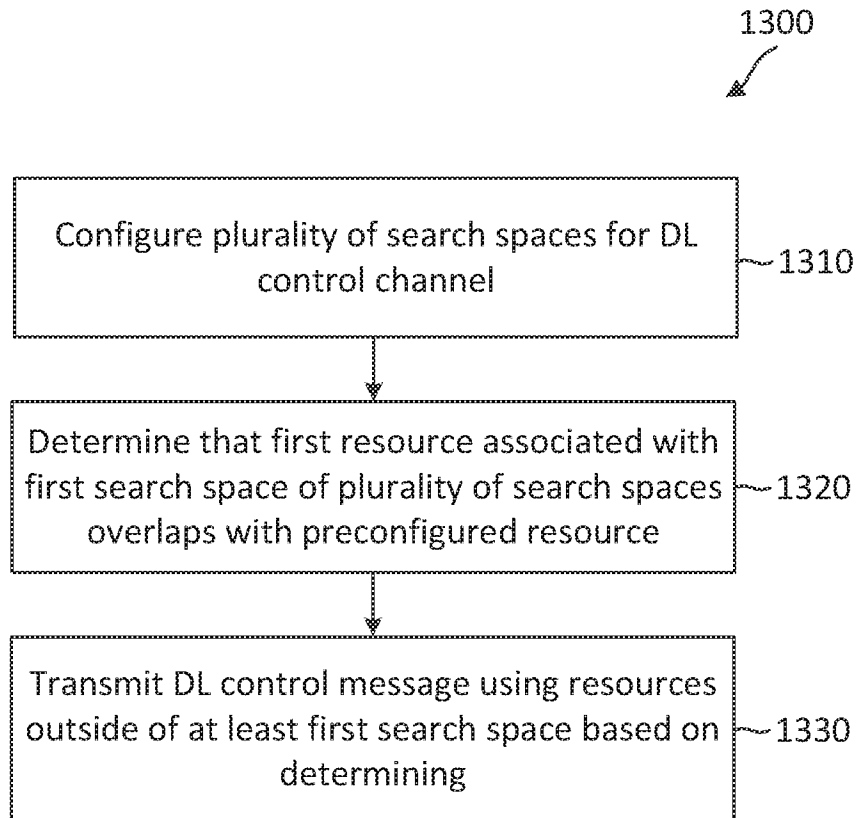 1300
Configure plurality of search spaces for DL
control channel
1310
Determine that first resource associated with
first search space of plurality of search spaces
overlaps with preconfigured resource
1320
Transmit DL control message using resources
outside of at least first search space based on
determining
1330